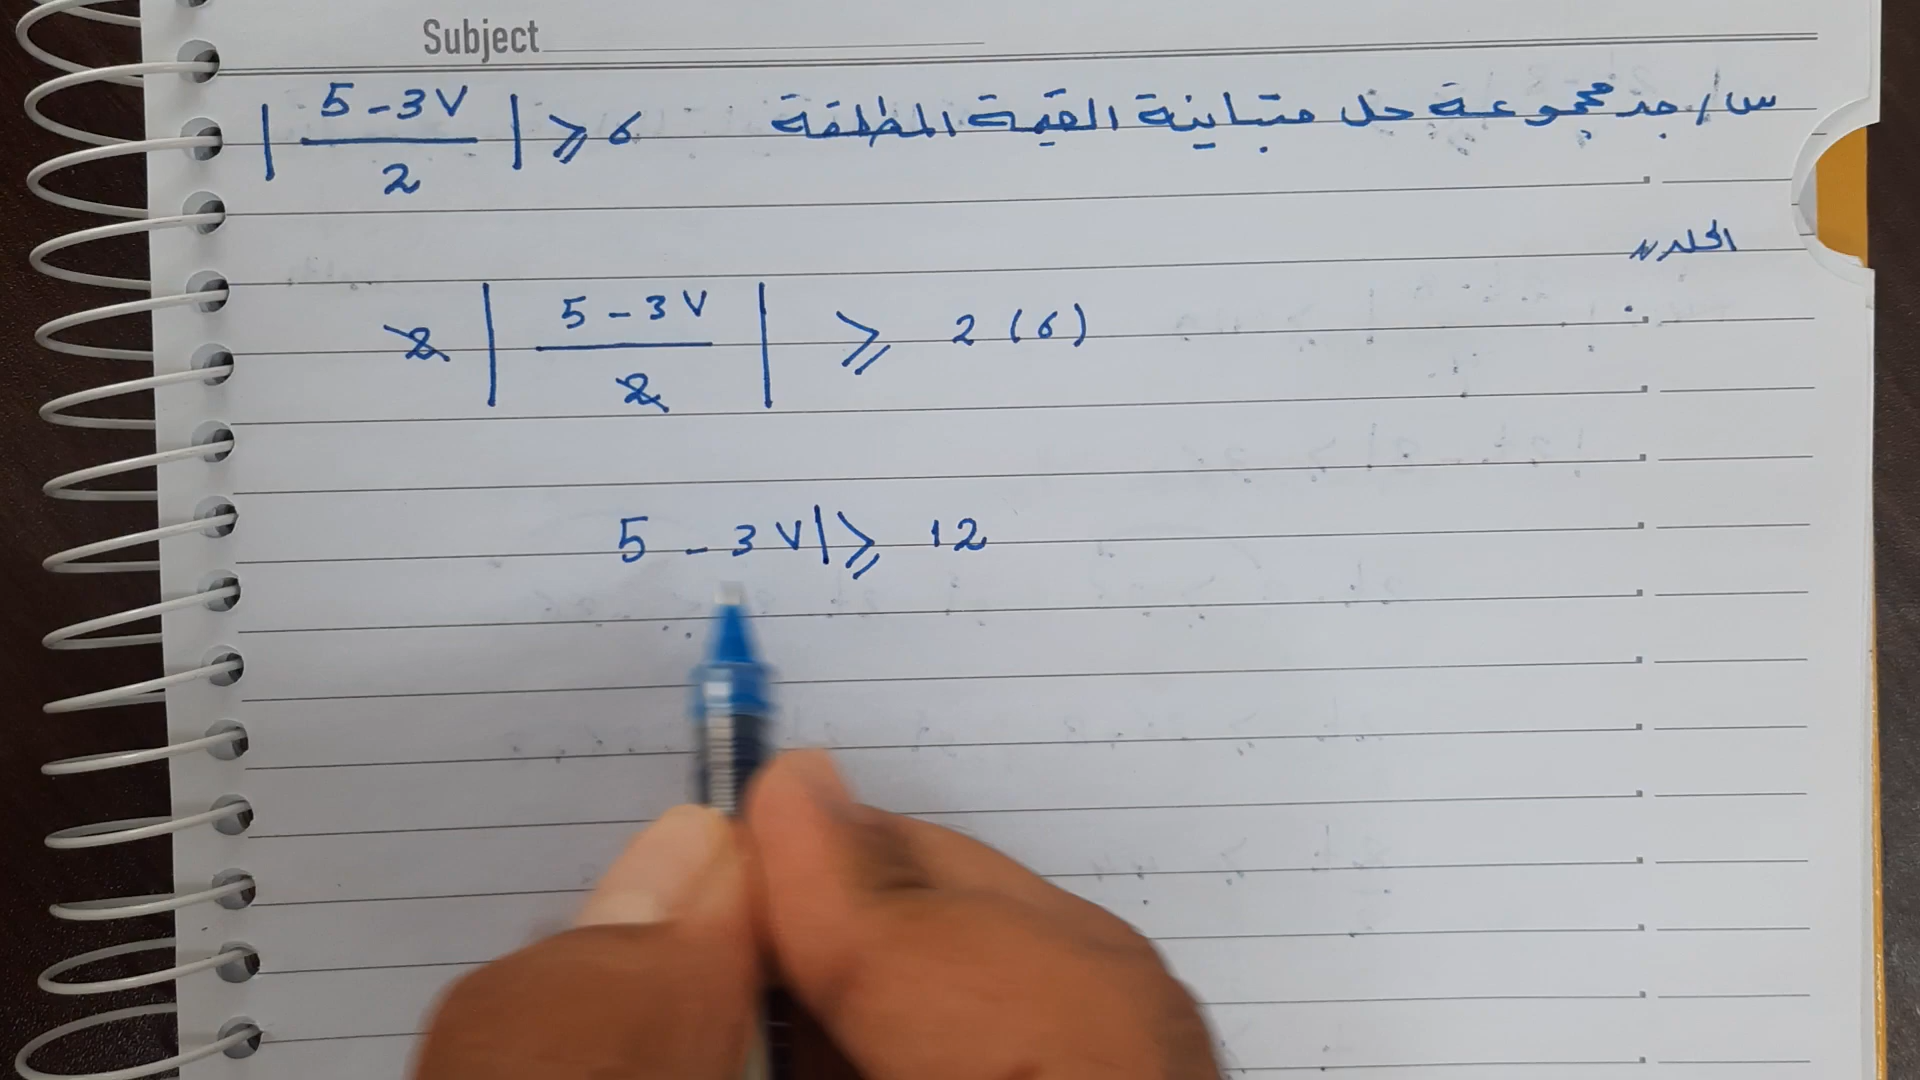 Subject
س/ جد مجموعة حل متباينة القيمة المطلقة |5-3V/2| ⩾ 6
الحل //
2 |5-3V/2| ⩾ 2(6)
5-3V| ⩾ 12